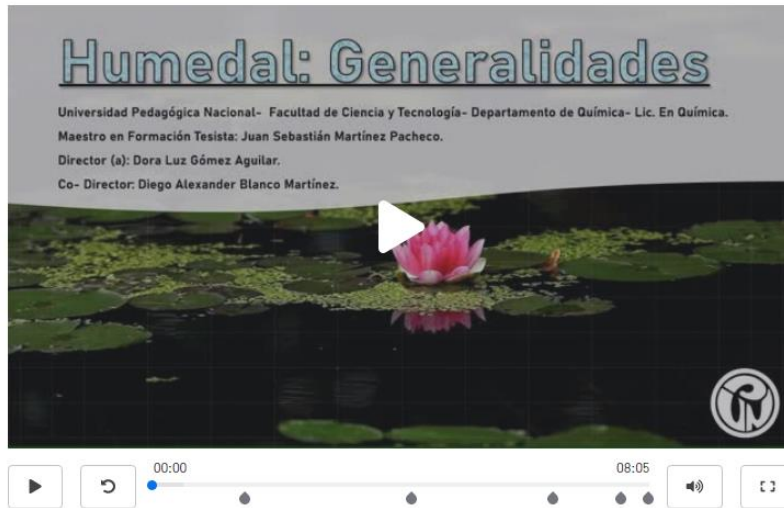 Humedal: Generalidades
Universidad Pedagógica Nacional- Facultad de Ciencia y Tecnología- Departamento de Química- Lic. En Química.
Maestro en Formación Tesista: Juan Sebastián Martínez Pacheco.
Director (a): Dora Luz Gómez Aguilar.
Co- Director: Diego Alexander Blanco Martínez.
00:00
08:05